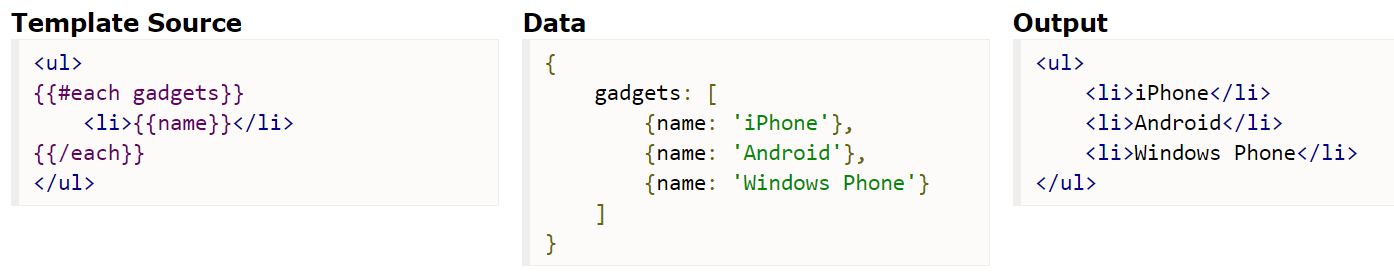 Template Source
<ul>
{{#each gadgets}}
    <li>{{name}}</li>
{{/each}}
</ul>
Data
{
    gadgets: [
        {name: 'iPhone'},
        {name: 'Android'},
        {name: 'Windows Phone'}
    ]
}
Output
<ul>
    <li>iPhone</li>
    <li>Android</li>
    <li>Windows Phone</li>
</ul>